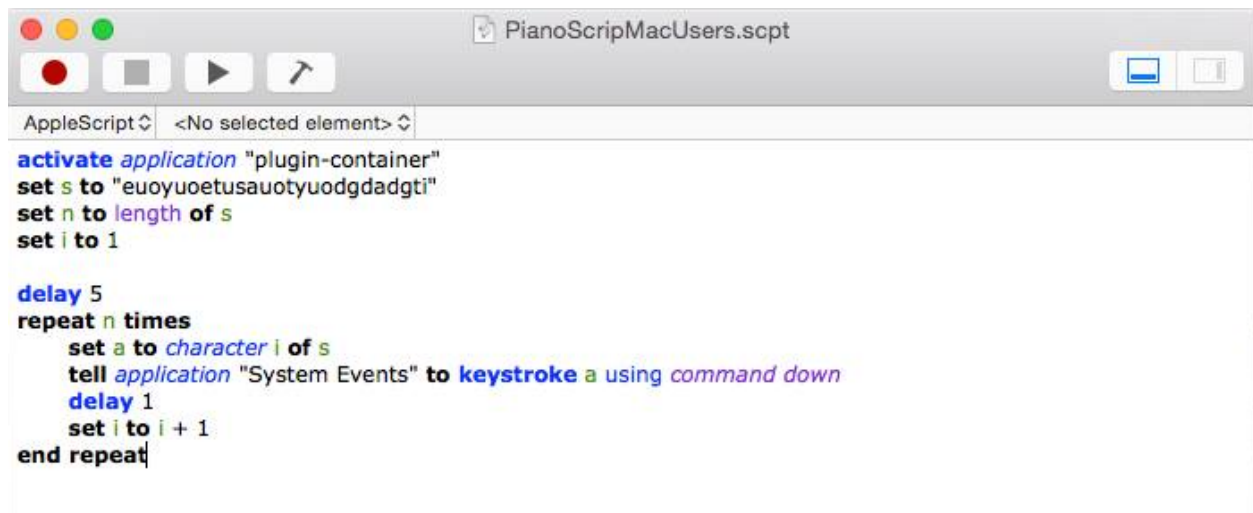 PianoScripMacUsers.scpt
AppleScript <No selected element>
activate application "plugin-container"
set s to "euoyuoetusauotyuodgdadgti"
set n to length of s
set i to 1
delay 5
repeat n times
set a to character i of s
tell application "System Events" to keystroke a using command down
delay 1
set i to i + 1
end repeat